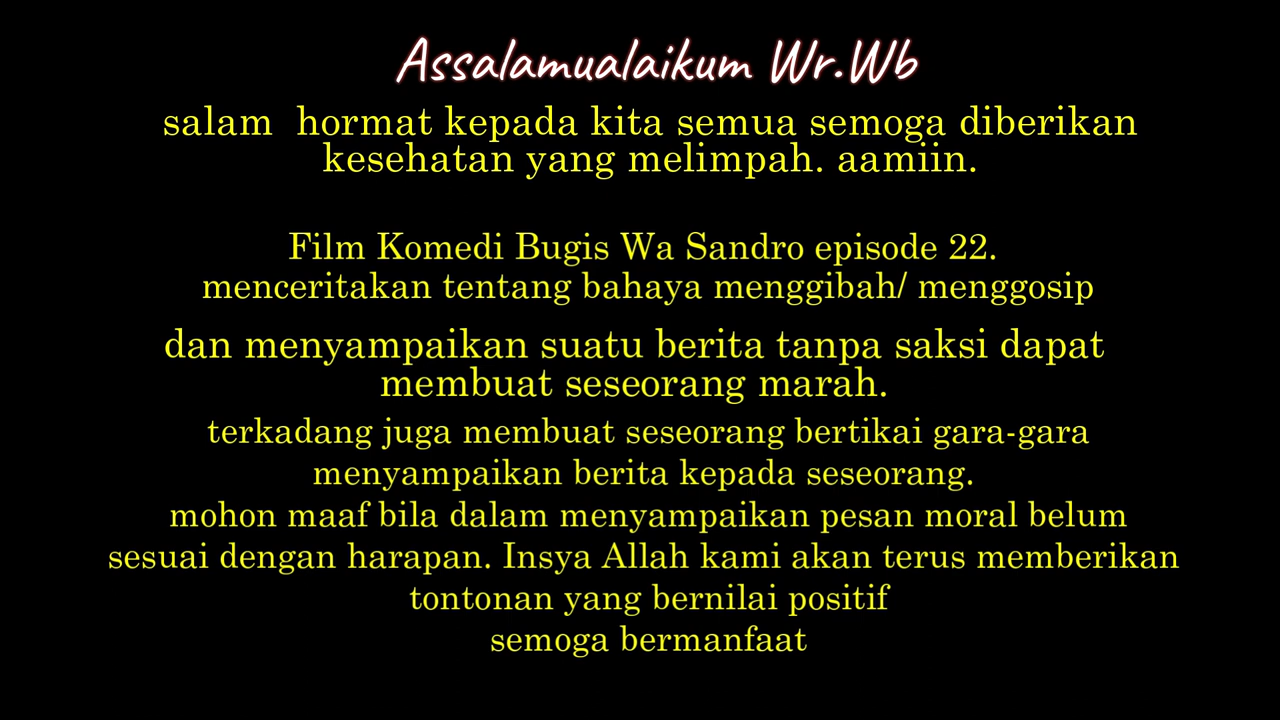 Assalamualaikum Wr.Wb
salam hormat kepada kita semua semoga diberikan
kesehatan yang melimpah. aamiin.
Film Komedi Bugis Wa Sandro episode 22.
menceritakan tentang bahaya menggibah/ menggosip
dan menyampaikan suatu berita tanpa saksi dapat
membuat seseorang marah.
terkadang juga membuat seseorang bertikai gara-gara
menyampaikan berita kepada seseorang.
mohon maaf bila dalam menyampaikan pesan moral belum
sesuai dengan harapan. Insya Allah kami akan terus memberikan
tontonan yang bernilai positif
semoga bermanfaat